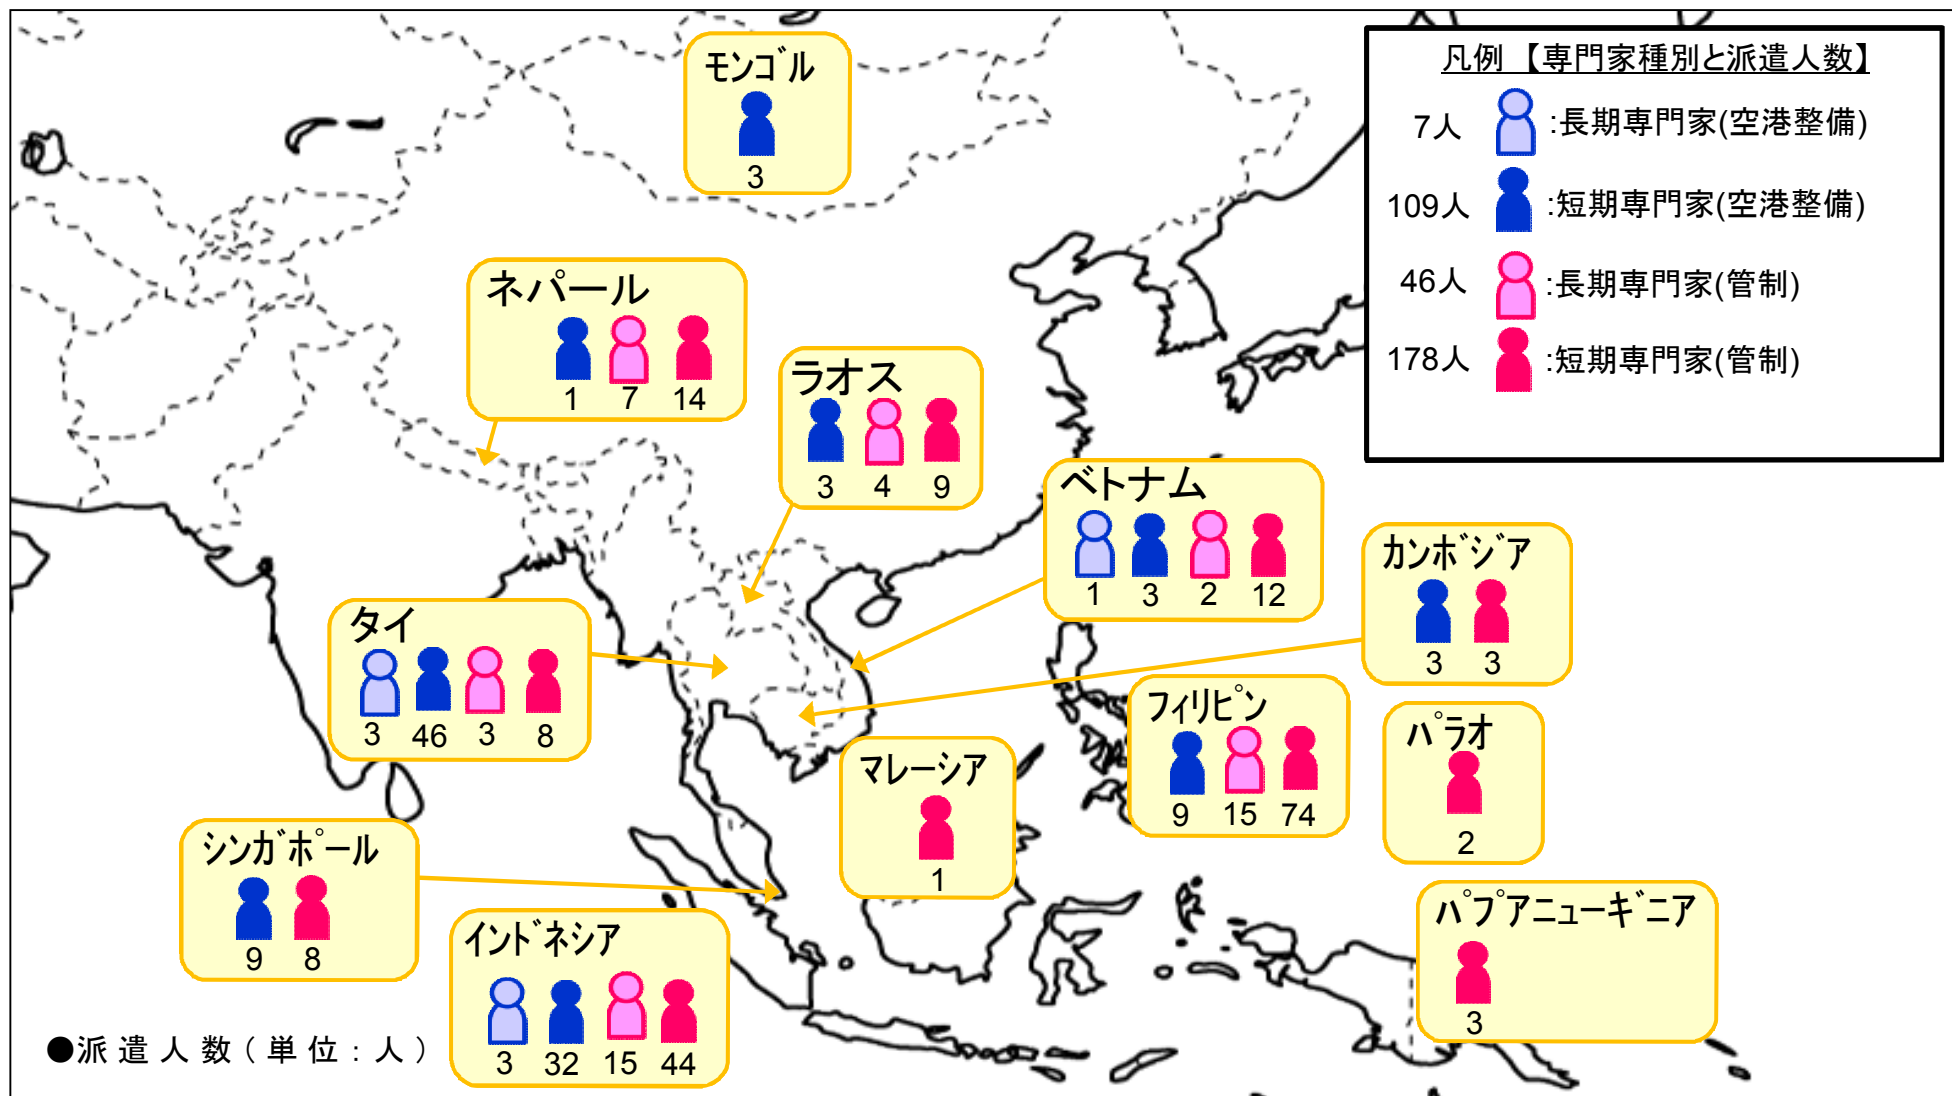 凡例 【専門家種別と派遣人数】
7人 :長期専門家(空港整備)
109人 :短期専門家(空港整備)
46人 :長期専門家(管制)
178人 :短期専門家(管制)
モンゴル
3
ネパール
1 7 14
ラオス
3 4 9
ベトナム
1 3 2 12
カンボジア
3 3
タイ
3 46 3 8
フィリピン
9 15 74
パラオ
2
マレーシア
1
シンガポール
9 8
インドネシア
3 32 15 44
パプアニューギニア
3
●派遣人数(単位:人)